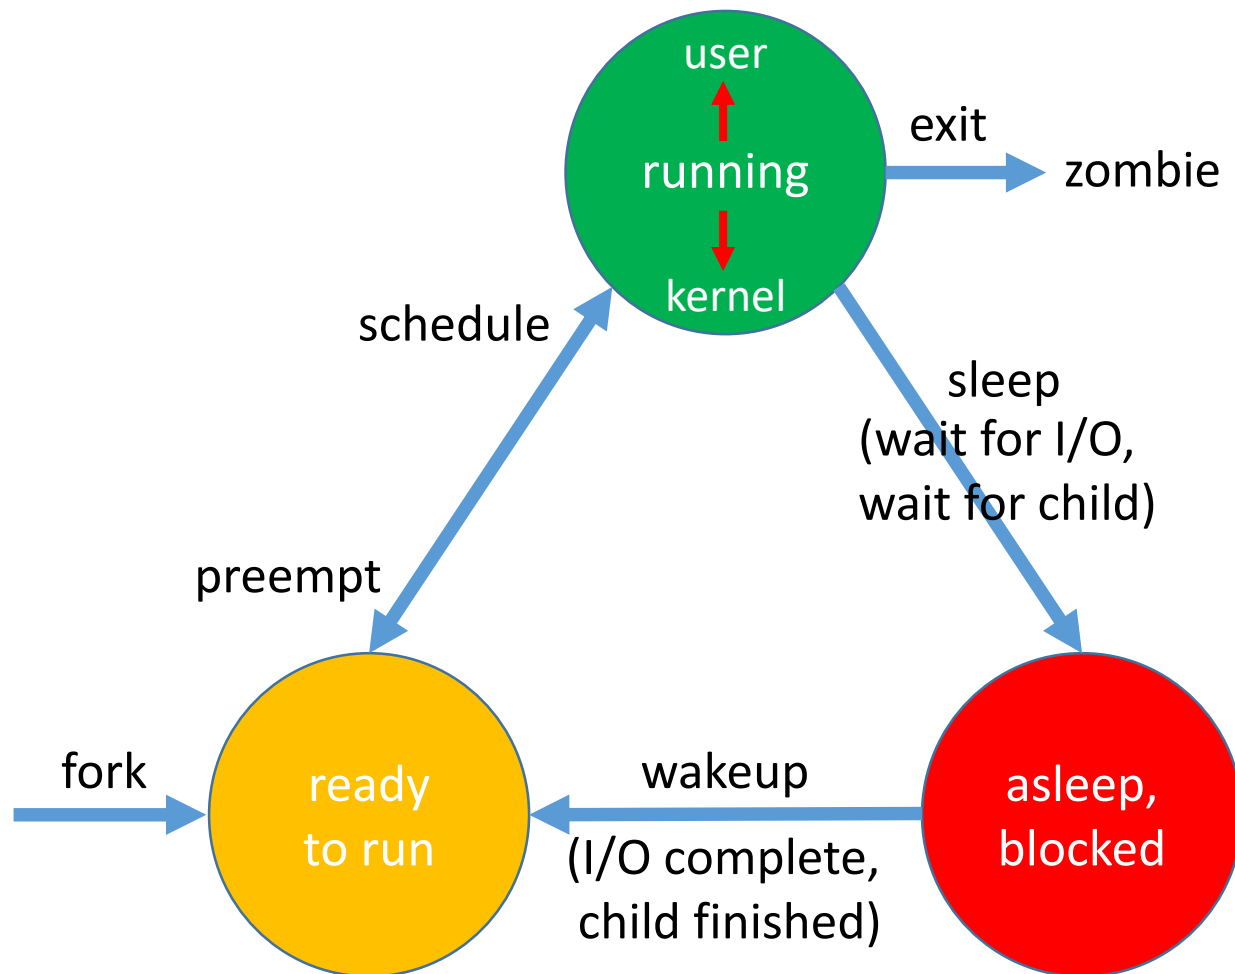 user
running
kernel
exit
zombie
schedule
sleep
(wait for I/O,
wait for child)
preempt
fork
ready
to run
wakeup
(I/O complete,
child finished)
asleep,
blocked